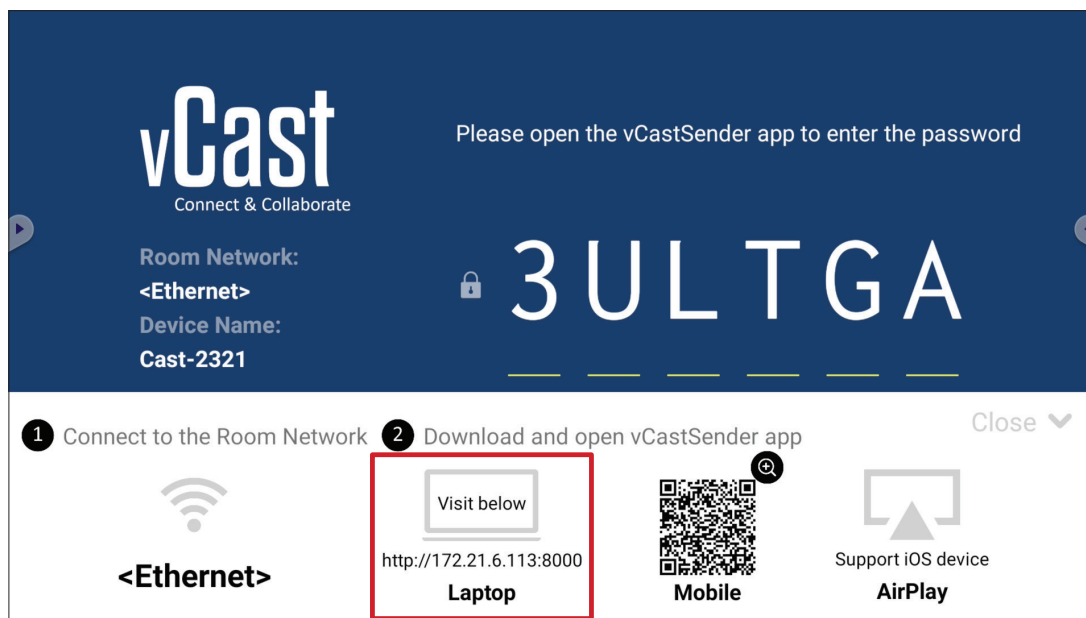 vCast
Connect & Collaborate
Please open the vCastSender app to enter the password
Room Network:
<Ethernet>
Device Name:
Cast-2321
3ULTGA
Close
1 Connect to the Room Network
2 Download and open vCastSender app
<Ethernet>
Visit below
http://172.21.6.113:8000
Laptop
Mobile
Support iOS device
AirPlay